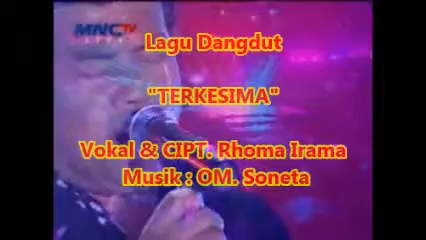 MNCTV
Lagu Dangdut
"TERKESIMA"
Vokal & CIPT. Rhoma Irama
Musik : OM. Soneta